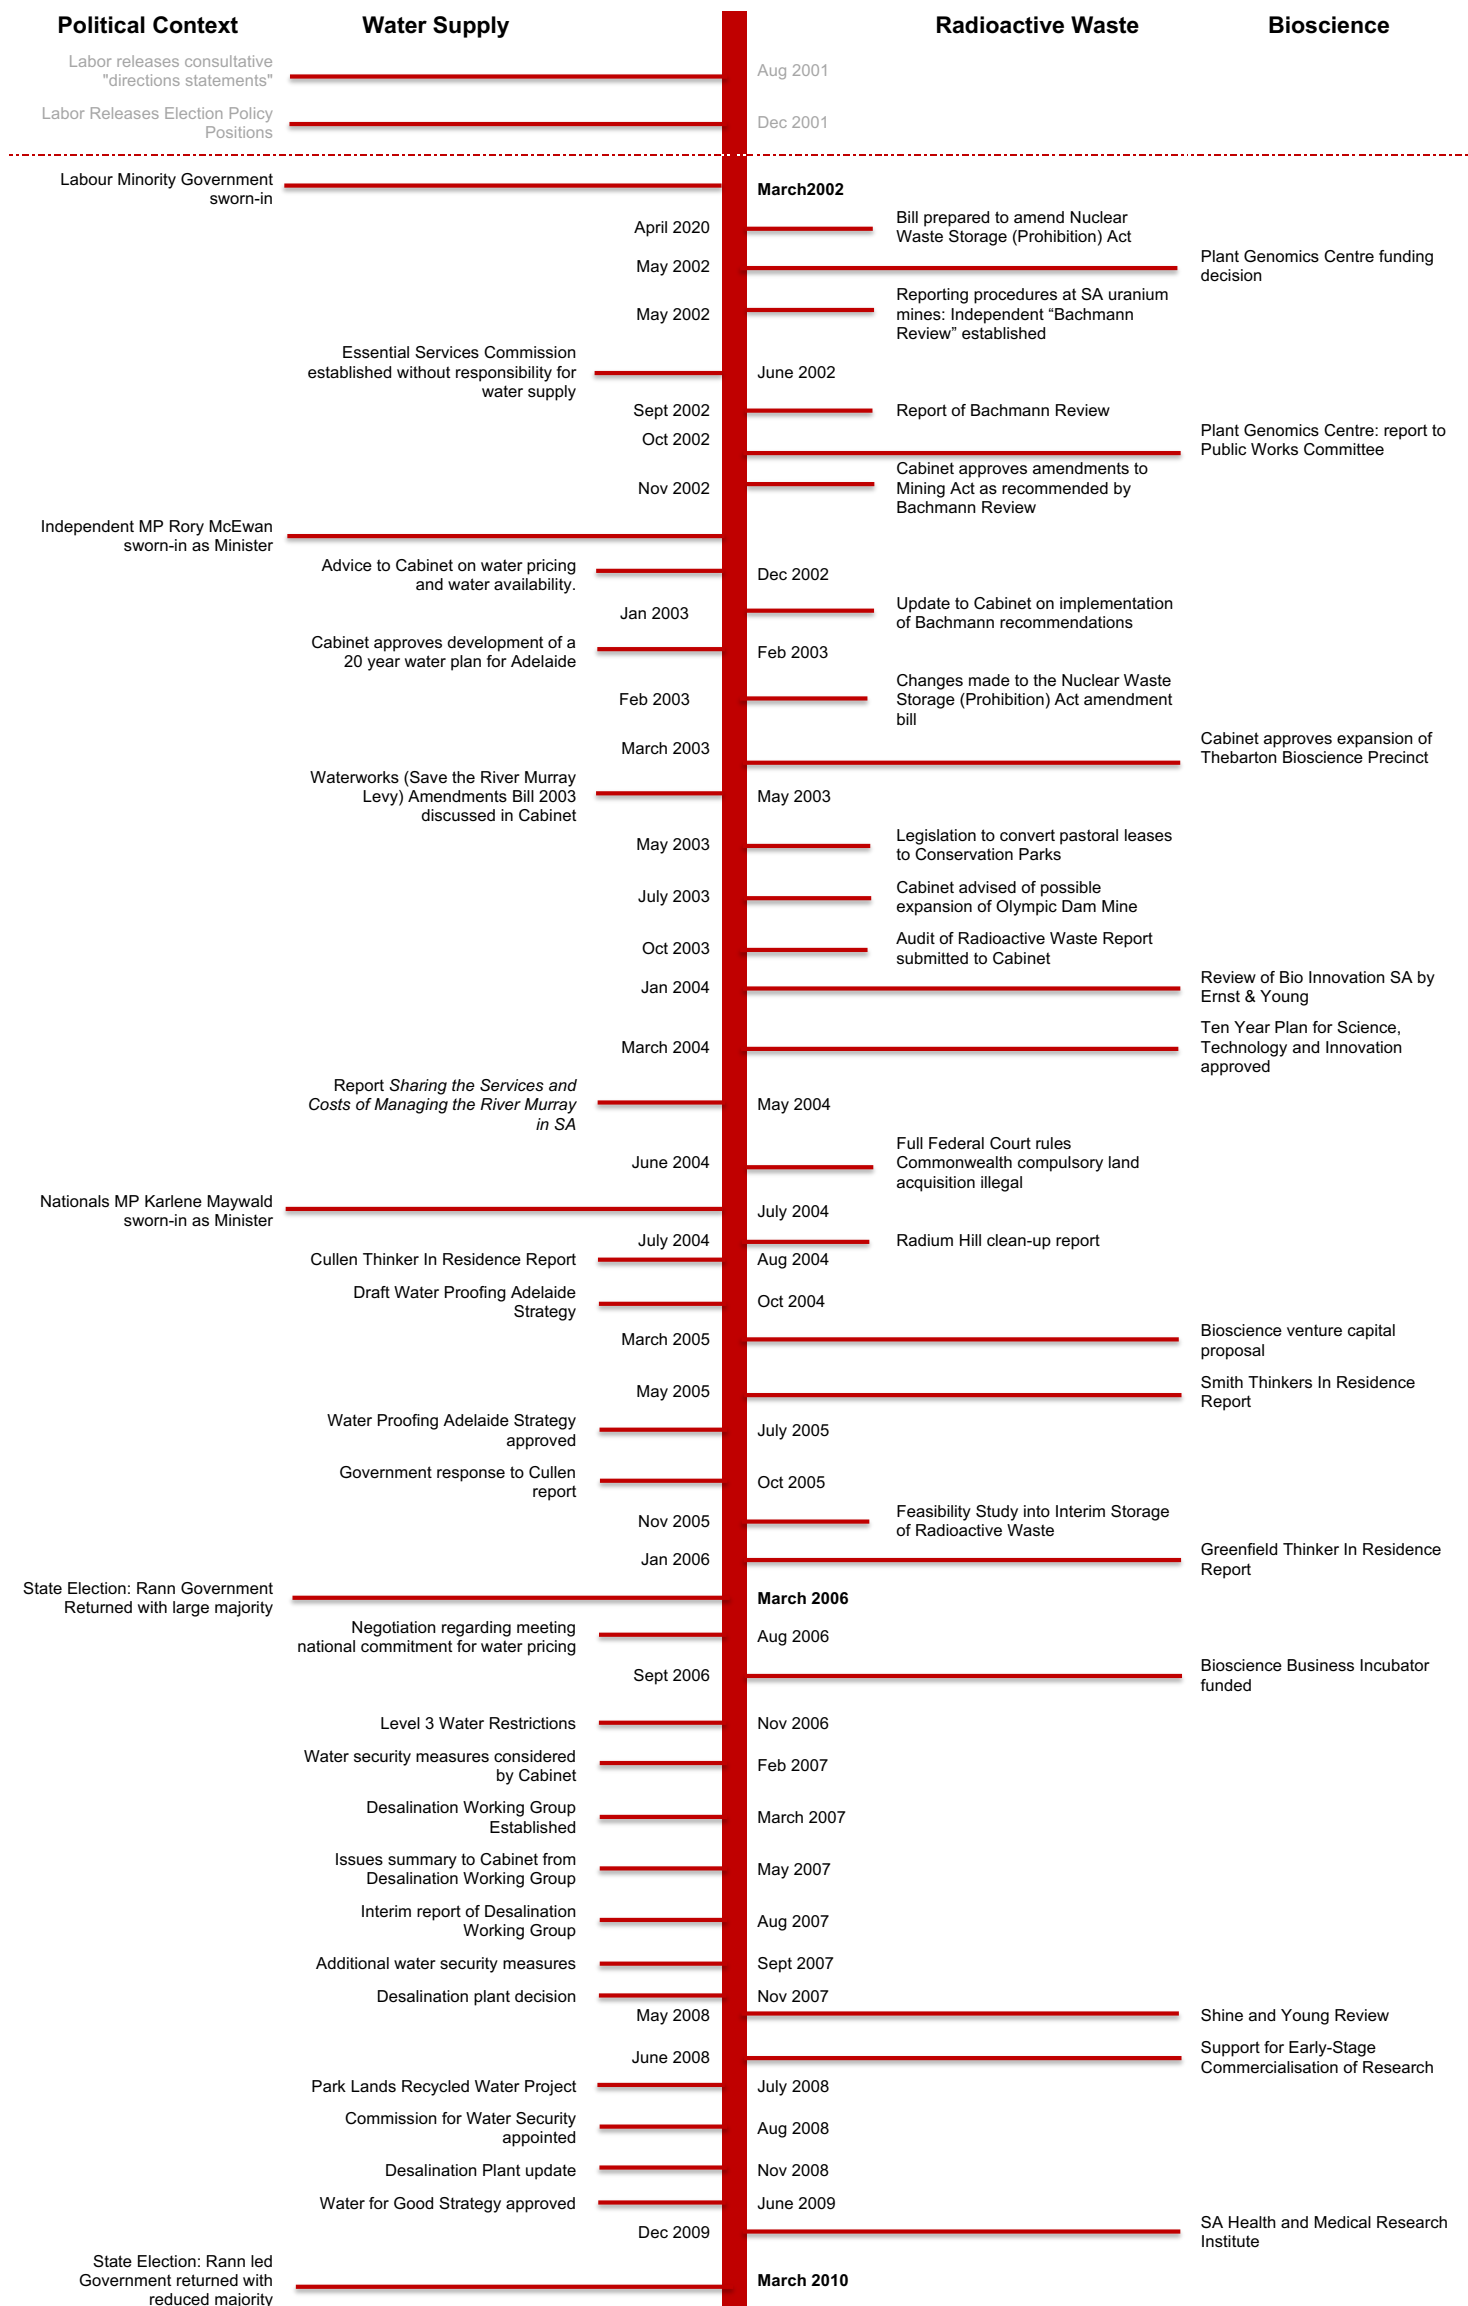 Political Context
Water Supply
Radioactive Waste
Bioscience
Labor releases consultative
"directions statements"
Aug 2001
Labor Releases Election Policy
Positions
Dec 2001
Labour Minority Government
sworn-in
March2002
April 2020
Bill prepared to amend Nuclear
Waste Storage (Prohibition) Act
May 2002
Plant Genomics Centre funding
decision
May 2002
Reporting procedures at SA uranium
mines: Independent “Bachmann
Review” established
Essential Services Commission
established without responsibility for
water supply
June 2002
Sept 2002
Report of Bachmann Review
Oct 2002
Plant Genomics Centre: report to
Public Works Committee
Nov 2002
Cabinet approves amendments to
Mining Act as recommended by
Bachmann Review
Independent MP Rory McEwan
sworn-in as Minister
Advice to Cabinet on water pricing
and water availability.
Dec 2002
Jan 2003
Update to Cabinet on implementation
of Bachmann recommendations
Cabinet approves development of a
20 year water plan for Adelaide
Feb 2003
Feb 2003
Changes made to the Nuclear Waste
Storage (Prohibition) Act amendment
bill
March 2003
Cabinet approves expansion of
Thebarton Bioscience Precinct
Waterworks (Save the River Murray
Levy) Amendments Bill 2003
discussed in Cabinet
May 2003
May 2003
Legislation to convert pastoral leases
to Conservation Parks
July 2003
Cabinet advised of possible
expansion of Olympic Dam Mine
Oct 2003
Audit of Radioactive Waste Report
submitted to Cabinet
Jan 2004
Review of Bio Innovation SA by
Ernst & Young
March 2004
Ten Year Plan for Science,
Technology and Innovation
approved
Report Sharing the Services and
Costs of Managing the River Murray
in SA
May 2004
June 2004
Full Federal Court rules
Commonwealth compulsory land
acquisition illegal
Nationals MP Karlene Maywald
sworn-in as Minister
July 2004
July 2004
Radium Hill clean-up report
Cullen Thinker In Residence Report
Aug 2004
Draft Water Proofing Adelaide
Strategy
Oct 2004
March 2005
Bioscience venture capital
proposal
May 2005
Smith Thinkers In Residence
Report
Water Proofing Adelaide Strategy
approved
July 2005
Government response to Cullen
report
Oct 2005
Nov 2005
Feasibility Study into Interim Storage
of Radioactive Waste
Jan 2006
Greenfield Thinker In Residence
Report
State Election: Rann Government
Returned with large majority
March 2006
Negotiation regarding meeting
national commitment for water pricing
Aug 2006
Sept 2006
Bioscience Business Incubator
funded
Level 3 Water Restrictions
Nov 2006
Water security measures considered
by Cabinet
Feb 2007
Desalination Working Group
Established
March 2007
Issues summary to Cabinet from
Desalination Working Group
May 2007
Interim report of Desalination
Working Group
Aug 2007
Additional water security measures
Sept 2007
Desalination plant decision
Nov 2007
May 2008
Shine and Young Review
June 2008
Support for Early-Stage
Commercialisation of Research
Park Lands Recycled Water Project
July 2008
Commission for Water Security
appointed
Aug 2008
Desalination Plant update
Nov 2008
Water for Good Strategy approved
June 2009
Dec 2009
SA Health and Medical Research
Institute
State Election: Rann led
Government returned with
reduced majority
March 2010